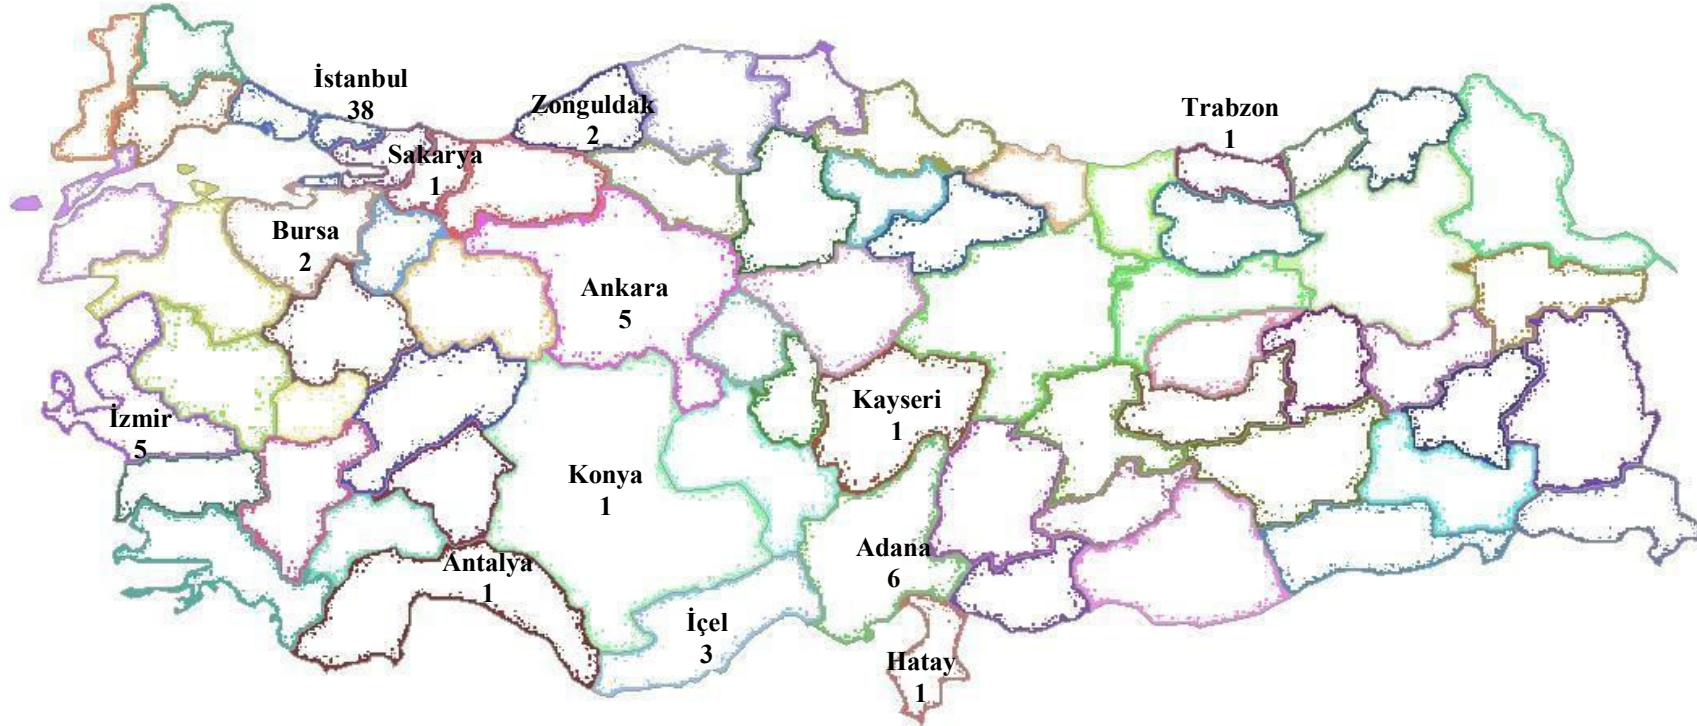 İstanbul
38
Zonguldak
2
Trabzon
1
Sakarya
1
Bursa
2
Ankara
5
İzmir
5
Kayseri
1
Konya
1
Adana
6
Antalya
1
İçel
3
Hatay
1